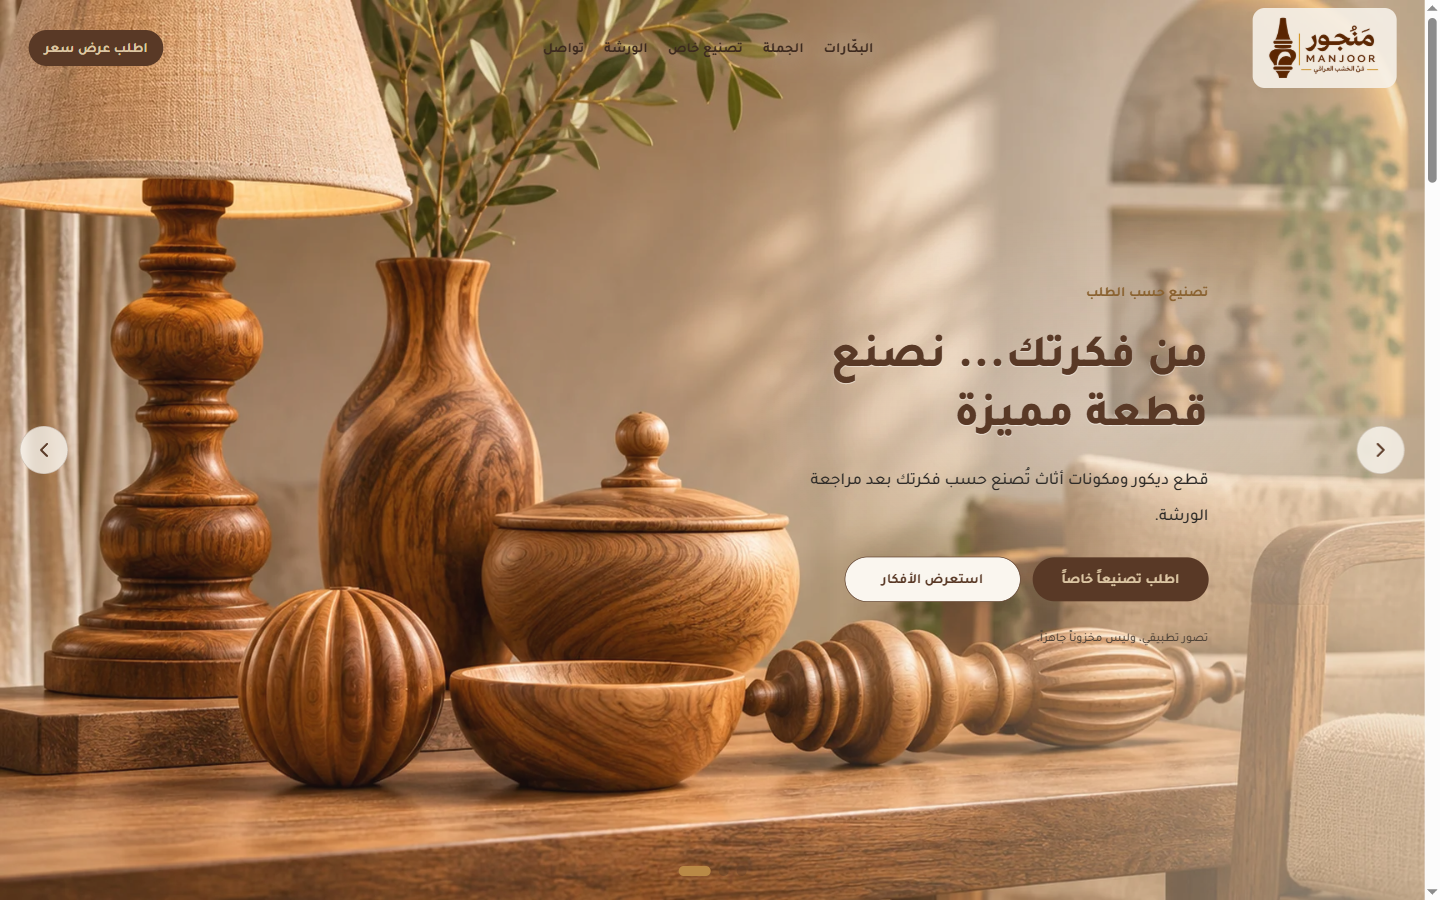 مَنْجور
MANJOOR
فنّ الخشب العراقي
البكّارات
الجملة
تصنيع خاص
الورشة
تواصل
اطلب عرض سعر
تصنيع حسب الطلب
من فكرتك... نصنع
قطعة مميزة
قطع ديكور ومكونات أثاث تُصنع حسب فكرتك بعد مراجعة
الورشة.
اطلب تصنيعاً خاصاً
استعرض الأفكار
تصور تطبيقي، وليس مخزوناً جاهزاً